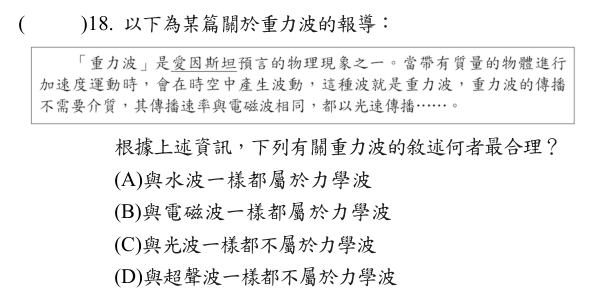 (　　)18. 以下為某篇關於重力波的報導：
「重力波」是愛因斯坦預言的物理現象之一。當帶有質量的物體進行
加速度運動時，會在時空中產生波動，這種波就是重力波，重力波的傳播
不需要介質，其傳播速率與電磁波相同，都以光速傳播……。
根據上述資訊，下列有關重力波的敘述何者最合理？
(A)與水波一樣都屬於力學波
(B)與電磁波一樣都屬於力學波
(C)與光波一樣都不屬於力學波
(D)與超聲波一樣都不屬於力學波